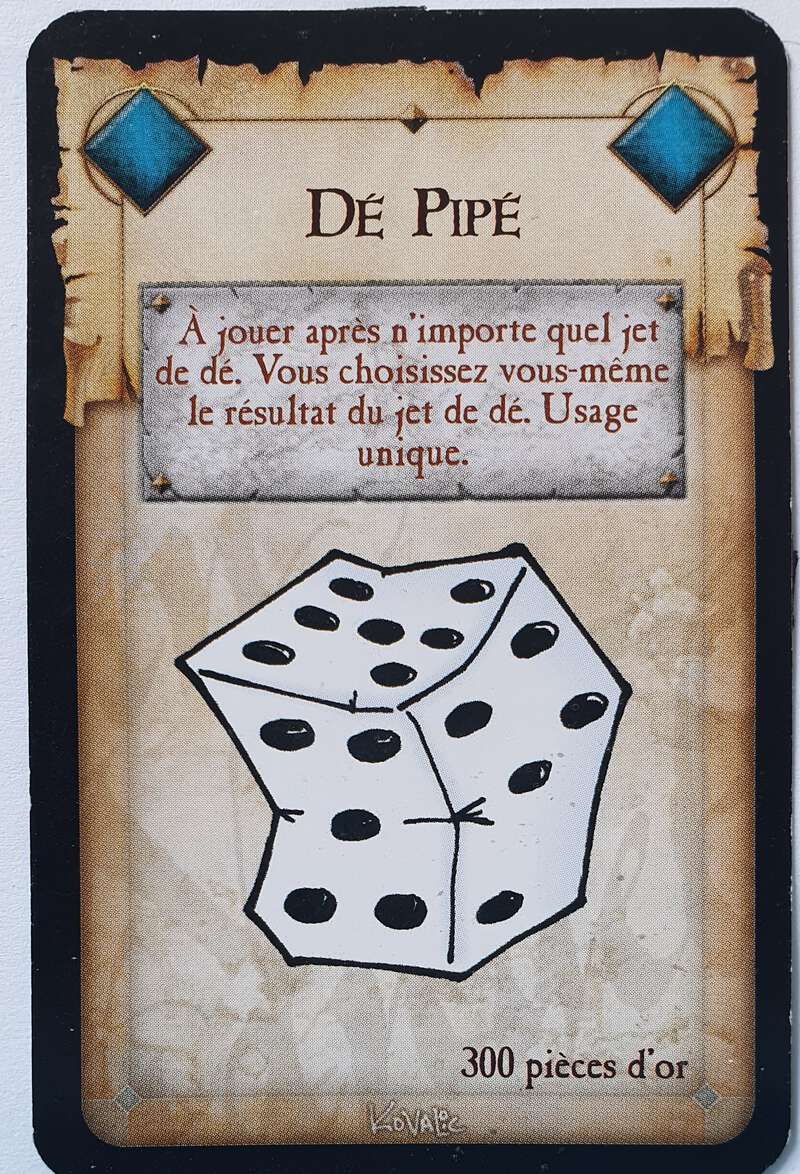 Dé Pipé
À jouer après n'importe quel jet
de dé. Vous choisissez vous-même
le résultat du jet de dé. Usage
unique.
300 pièces d'or
Kovalic